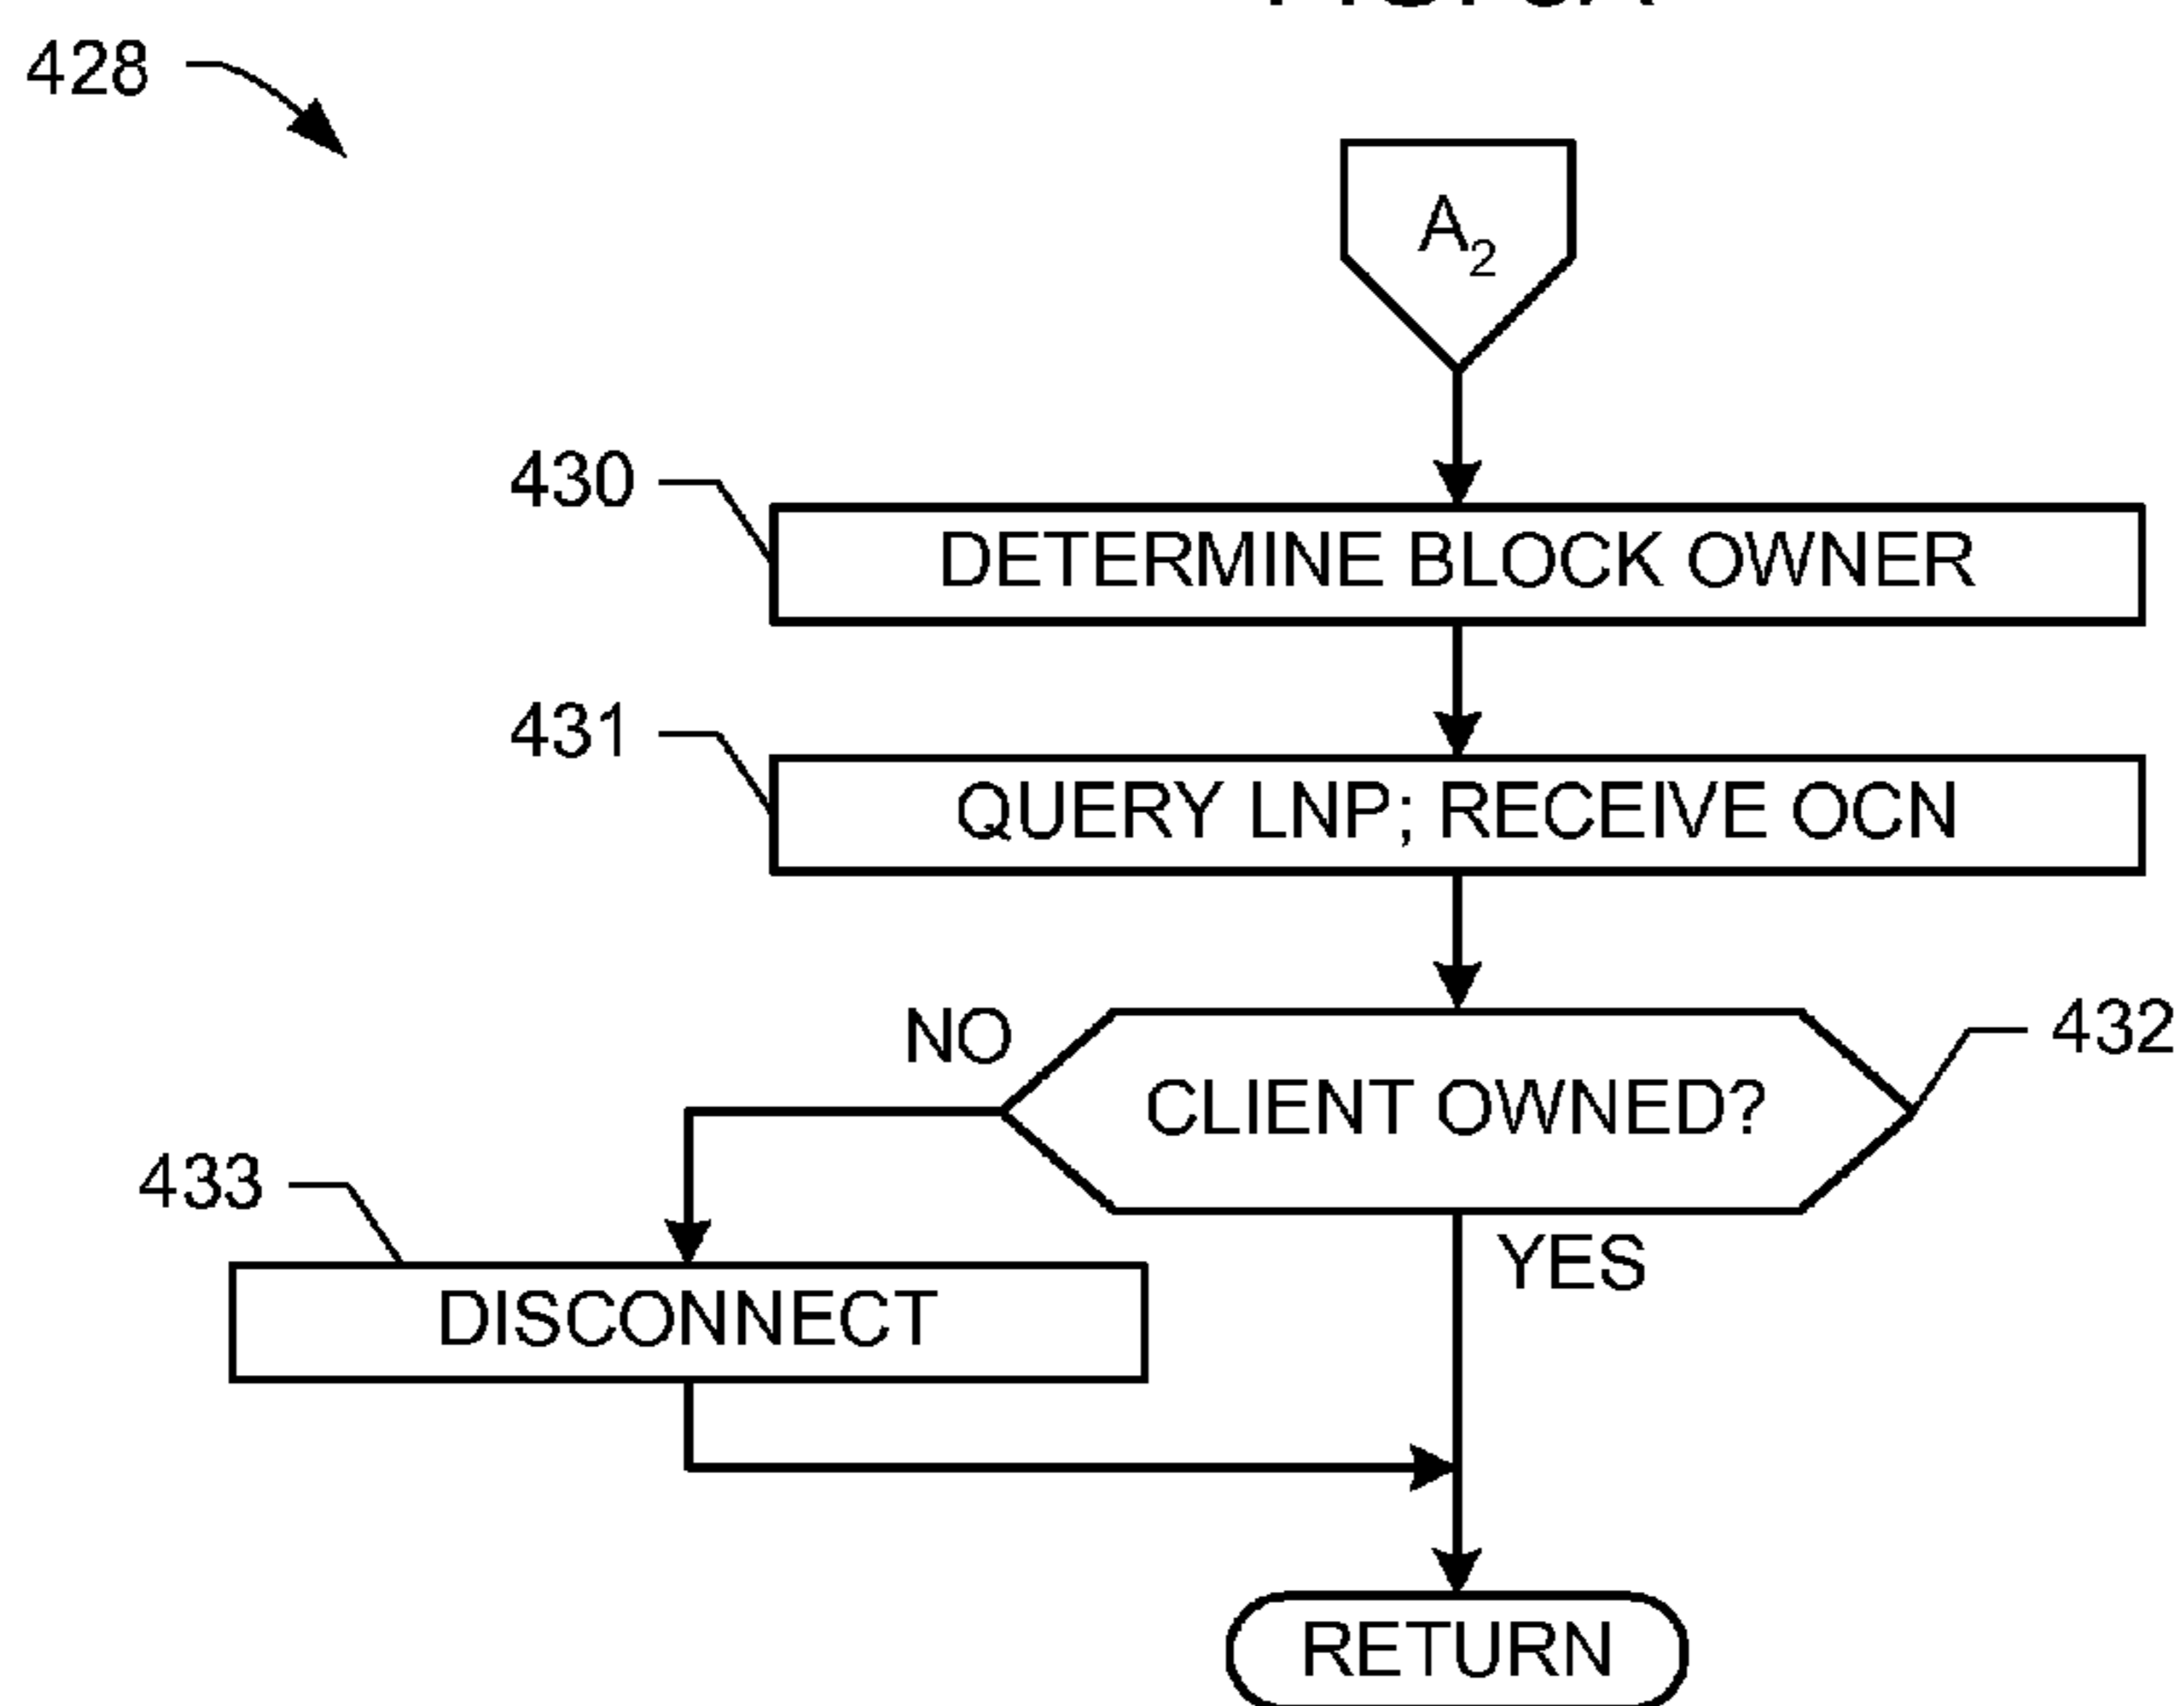 428
A2
430
DETERMINE BLOCK OWNER
431
QUERY LNP; RECEIVE OCN
NO
432
CLIENT OWNED?
433
YES
DISCONNECT
RETURN